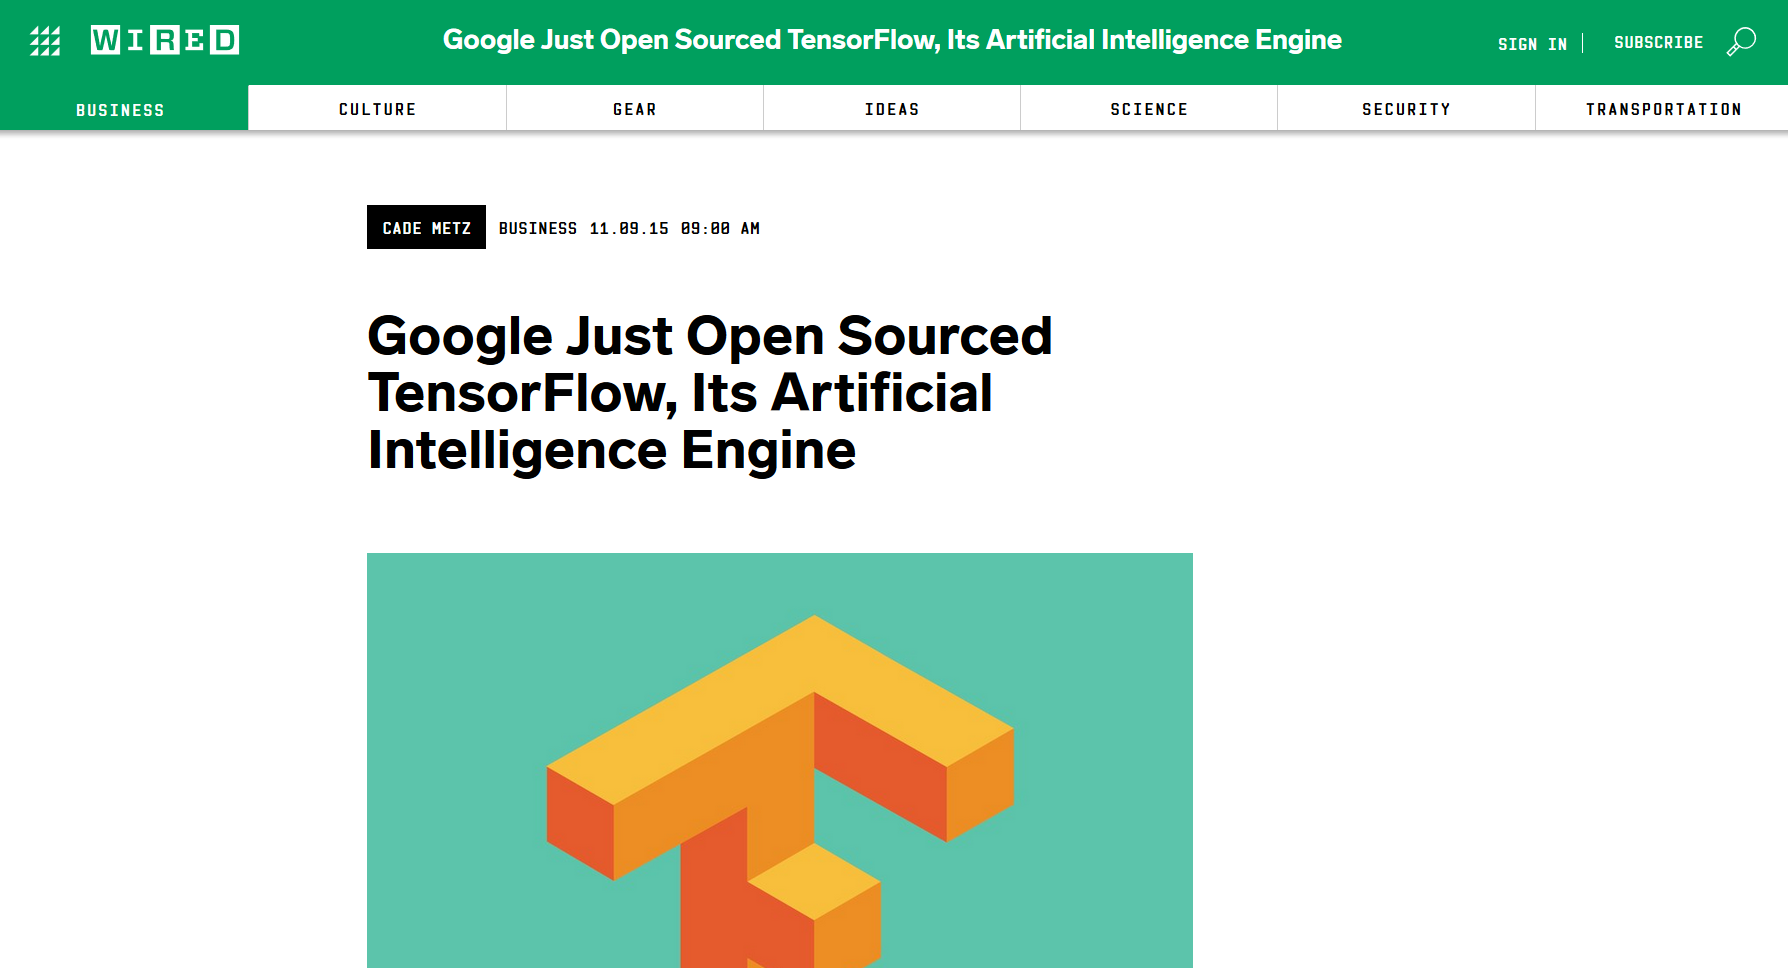 WIRED
Google Just Open Sourced TensorFlow, Its Artificial Intelligence Engine
SIGN IN
SUBSCRIBE
BUSINESS
CULTURE
GEAR
IDEAS
SCIENCE
SECURITY
TRANSPORTATION
CADE METZ
BUSINESS 11.09.15 09:00 AM
Google Just Open Sourced
TensorFlow, Its Artificial
Intelligence Engine